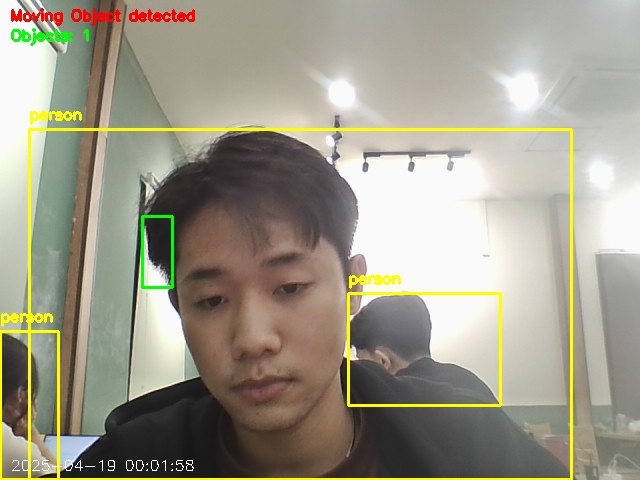 Moving Object detected
Objects: 1
person
person
person
2025-04-19 00:01:58